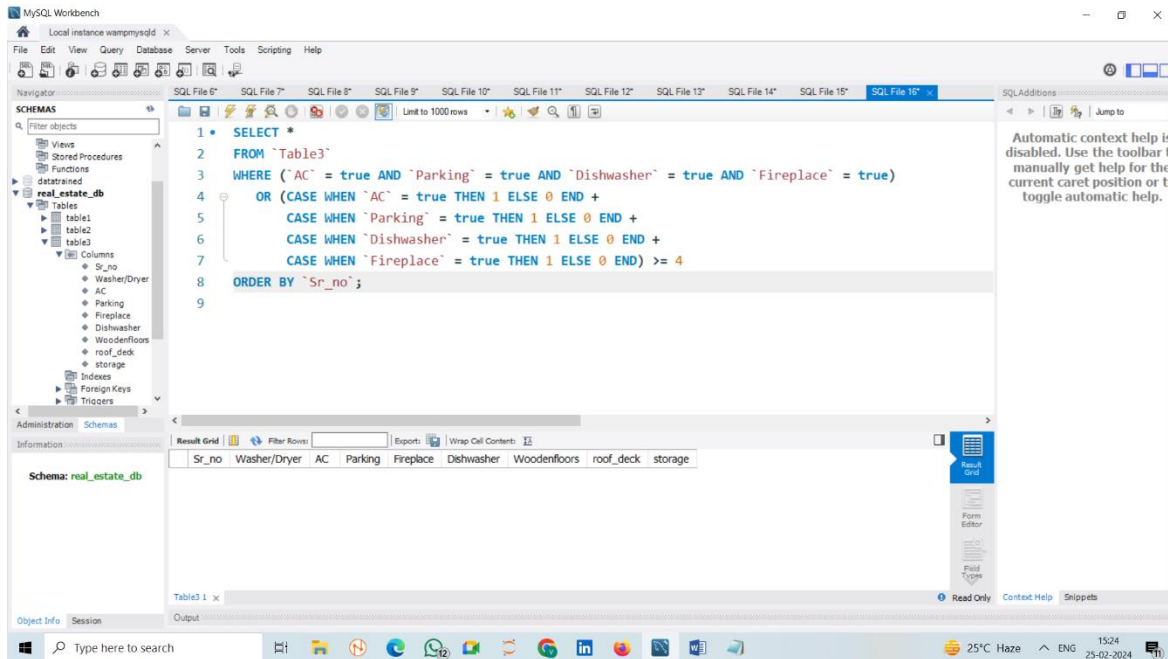 MySQL Workbench
Local instance wampmysqld ×
File Edit View Query Database Server Tools Scripting Help
Navigator
SCHEMAS
Filter objects
Views
Stored Procedures
Functions
datatrained
real_estate_db
Tables
table1
table2
table3
Columns
Sr_no
Washer/Dryer
AC
Parking
Fireplace
Dishwasher
Woodenfloors
roof_deck
storage
Indexes
Foreign Keys
Triggers
Administration Schemas
Information
Schema: real_estate_db
Object Info Session
SQL File 6* SQL File 7* SQL File 8* SQL File 9* SQL File 10* SQL File 11* SQL File 12* SQL File 13* SQL File 14* SQL File 15* SQL File 16* ×
Limit to 1000 rows
1 SELECT *
2 FROM `Table3`
3 WHERE (`AC` = true AND `Parking` = true AND `Dishwasher` = true AND `Fireplace` = true)
4 OR (CASE WHEN `AC` = true THEN 1 ELSE 0 END +
5 CASE WHEN `Parking` = true THEN 1 ELSE 0 END +
6 CASE WHEN `Dishwasher` = true THEN 1 ELSE 0 END +
7 CASE WHEN `Fireplace` = true THEN 1 ELSE 0 END) >= 4
8 ORDER BY `Sr_no`;
9
Result Grid Filter Rows: Export: Wrap Cell Content:
Sr_no Washer/Dryer AC Parking Fireplace Dishwasher Woodenfloors roof_deck storage
Result Grid
Form Editor
Field Types
Table3 1 ×
Read Only
Output
SQLAdditions
Jump to
Automatic context help is
disabled. Use the toolbar t
manually get help for the
current caret position or t
toggle automatic help.
Context Help Snippets
Type here to search
12
25°C Haze
ENG
15:24
25-02-2024
11